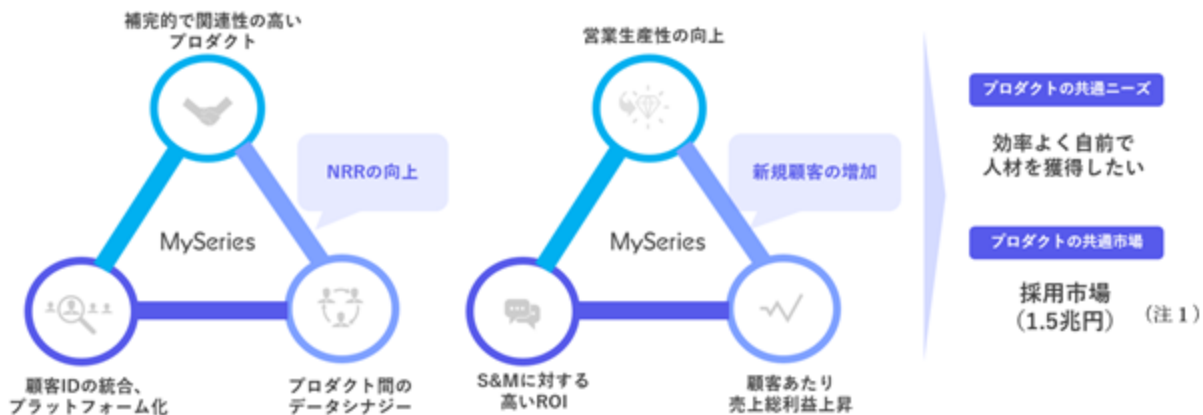 補完的で関連性の高い
プロダクト
NRRの向上
MySeries
顧客IDの統合、
プラットフォーム化
プロダクト間の
データシナジー
営業生産性の向上
新規顧客の増加
MySeries
S&Mに対する
高いROI
顧客あたり
売上総利益上昇
プロダクトの共通ニーズ
効率よく自前で
人材を獲得したい
プロダクトの共通市場
採用市場
（1.5兆円）
（注１）